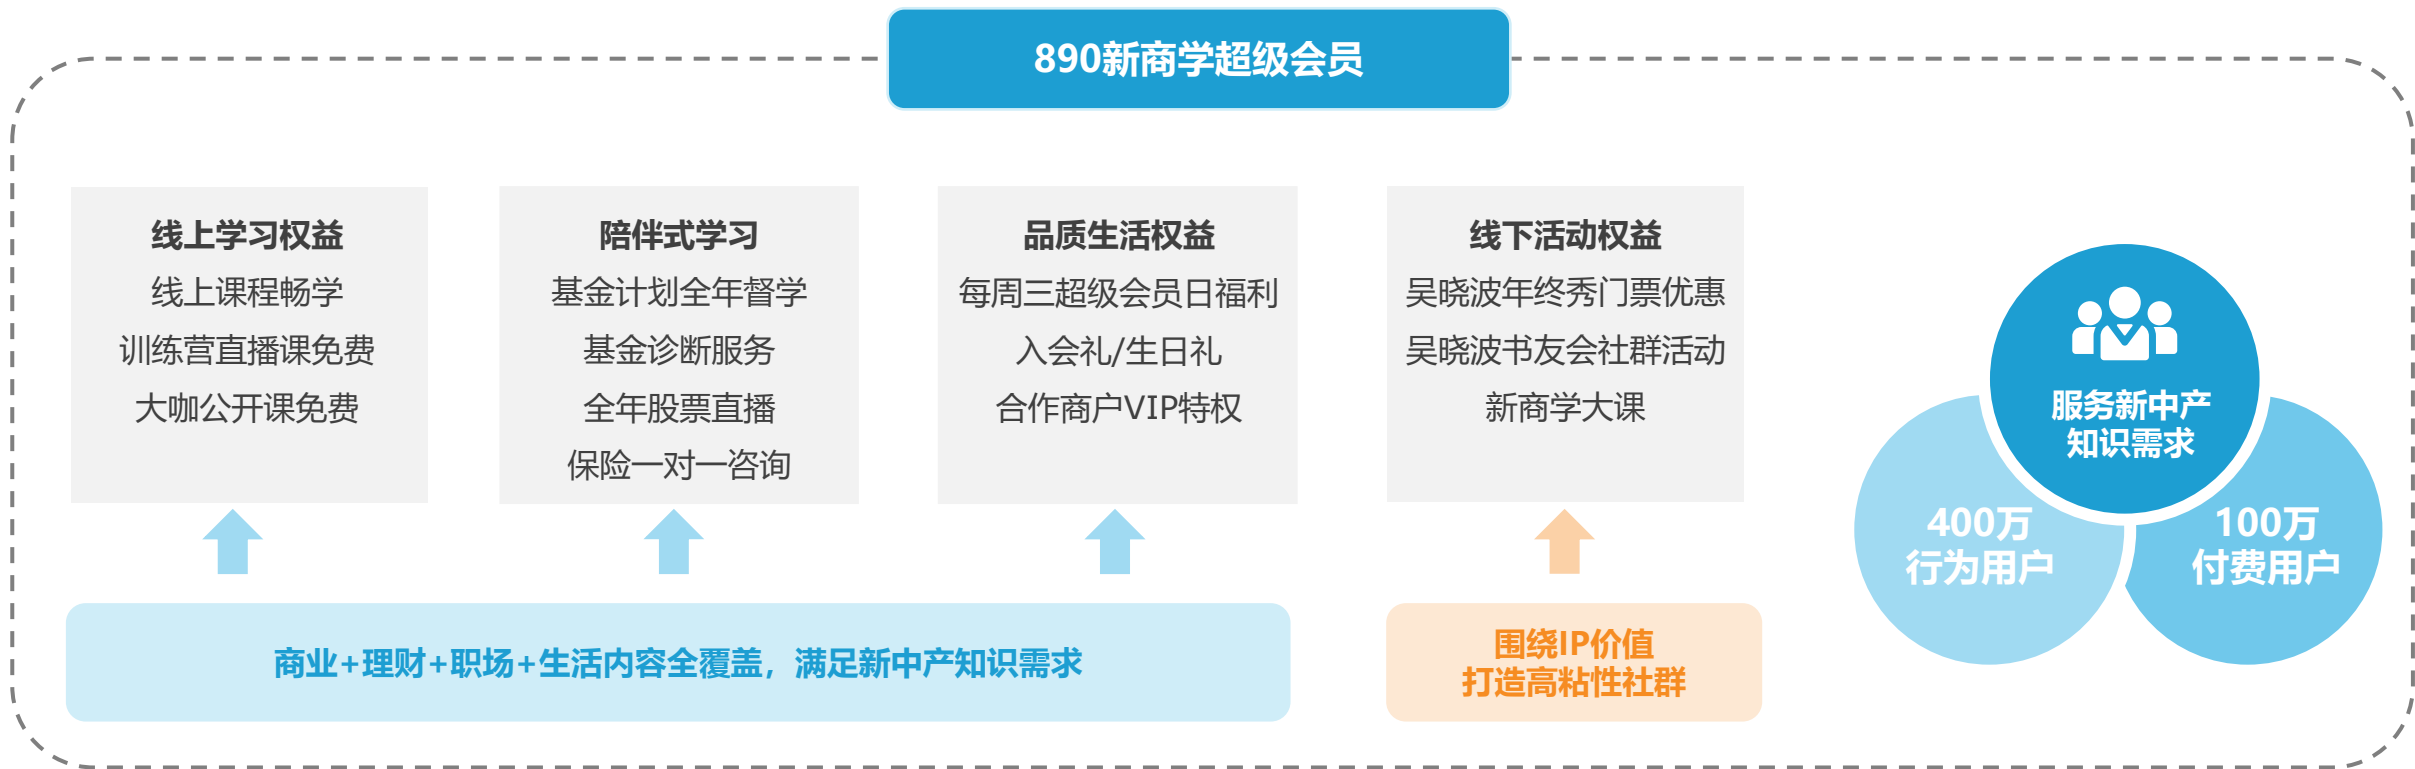 890新商学超级会员
线上学习权益
线上课程畅学
训练营直播课免费
大咖公开课免费
陪伴式学习
基金计划全年督学
基金诊断服务
全年股票直播
保险一对一咨询
品质生活权益
每周三超级会员日福利
入会礼/生日礼
合作商户VIP特权
线下活动权益
吴晓波年终秀门票优惠
吴晓波书友会社群活动
新商学大课
商业+理财+职场+生活内容全覆盖，满足新中产知识需求
围绕IP价值
打造高粘性社群
服务新中产
知识需求
400万
行为用户
100万
付费用户